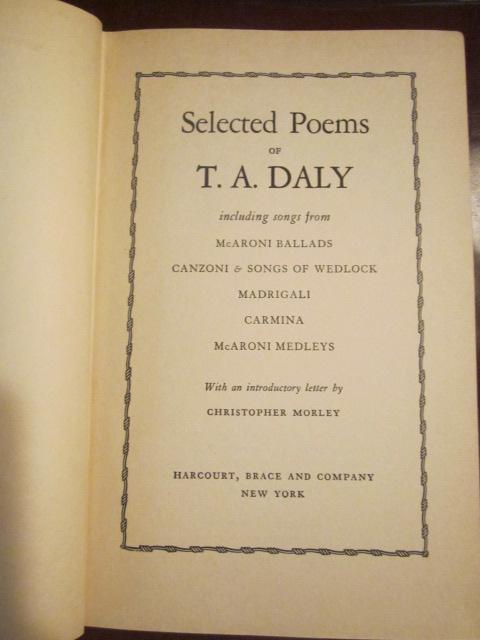 Selected Poems
OF
T. A. DALY
including songs from
McARONI BALLADS
CANZONI & SONGS OF WEDLOCK
MADRIGALI
CARMINA
McARONI MEDLEYS
With an introductory letter by
CHRISTOPHER MORLEY
HARCOURT, BRACE AND COMPANY
NEW YORK